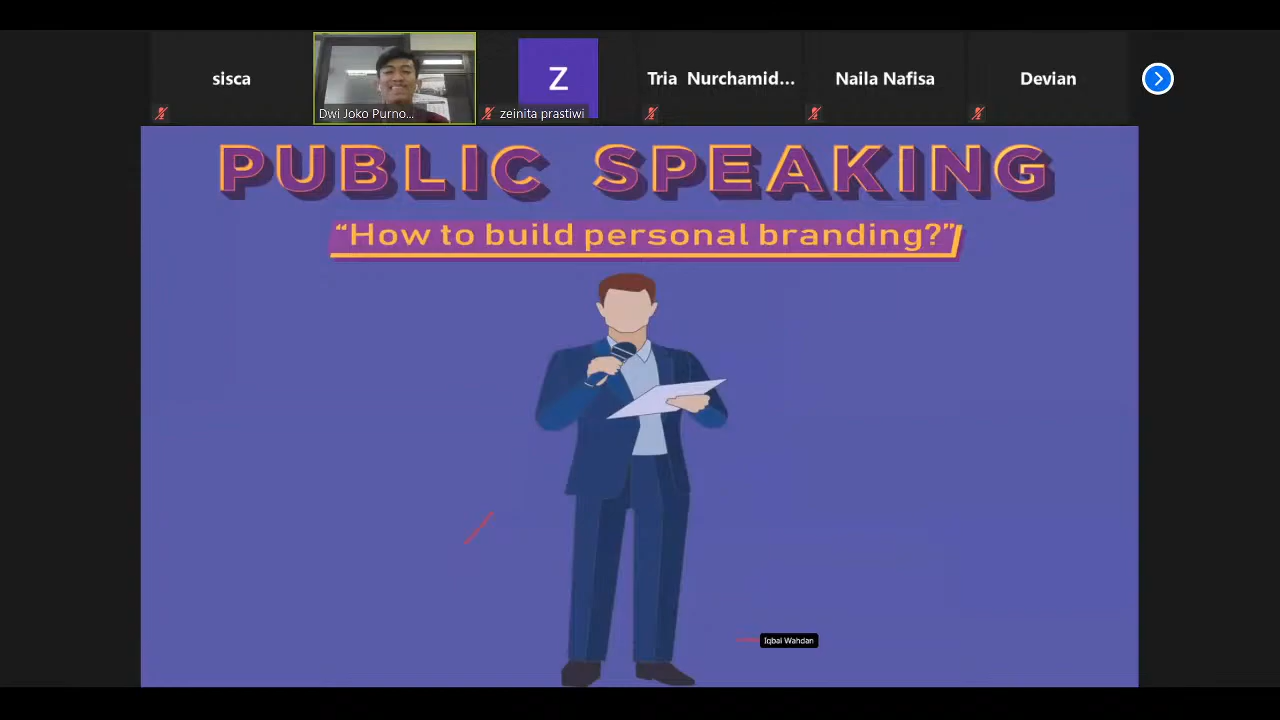 sisca
Dwi Joko Purno...
Z
zeinita prastiwi
Tria Nurchamid...
Naila Nafisa
Devian
PUBLIC SPEAKING
“How to build personal branding?”
Iqbal Wahdan